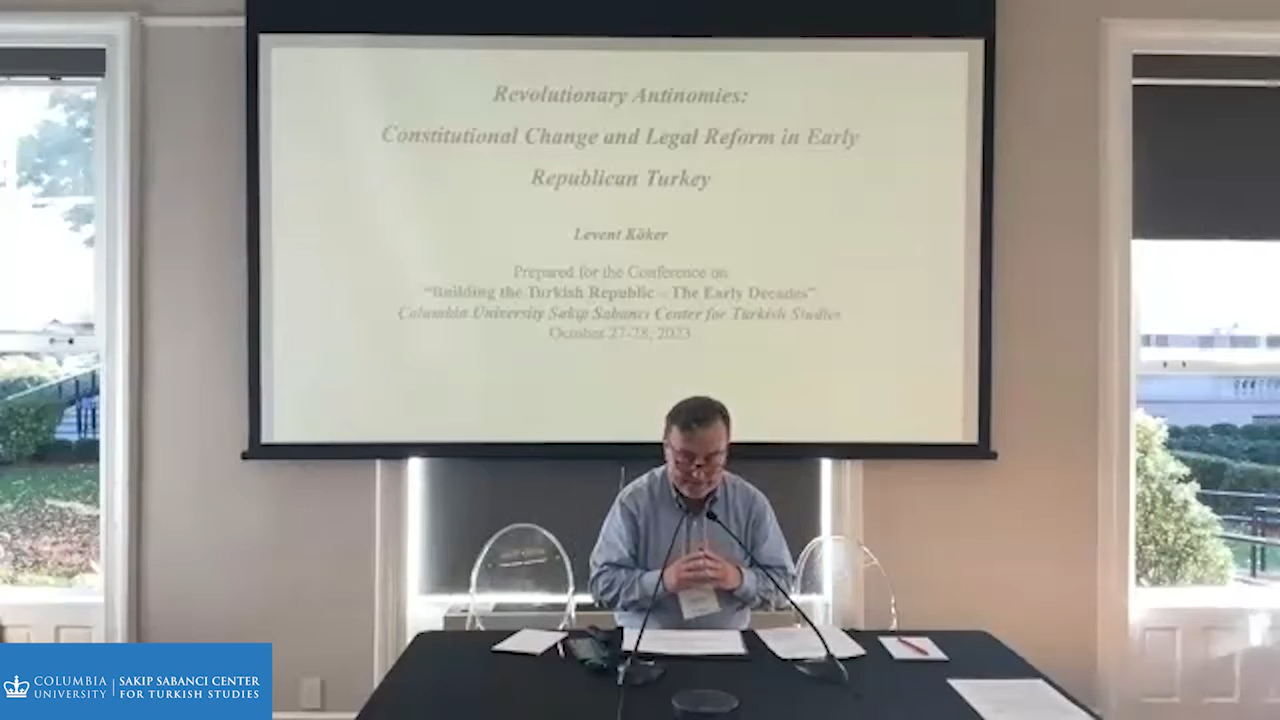 Revolutionary Antinomies:
Constitutional Change and Legal Reform in Early
Republican Turkey
Levent Köker
Prepared for the Conference on
“Building the Turkish Republic – The Early Decades”
Columbia University Sakıp Sabancı Center for Turkish Studies
October 27-28, 2023
COLUMBIA UNIVERSITY
SAKIP SABANCI CENTER
FOR TURKISH STUDIES